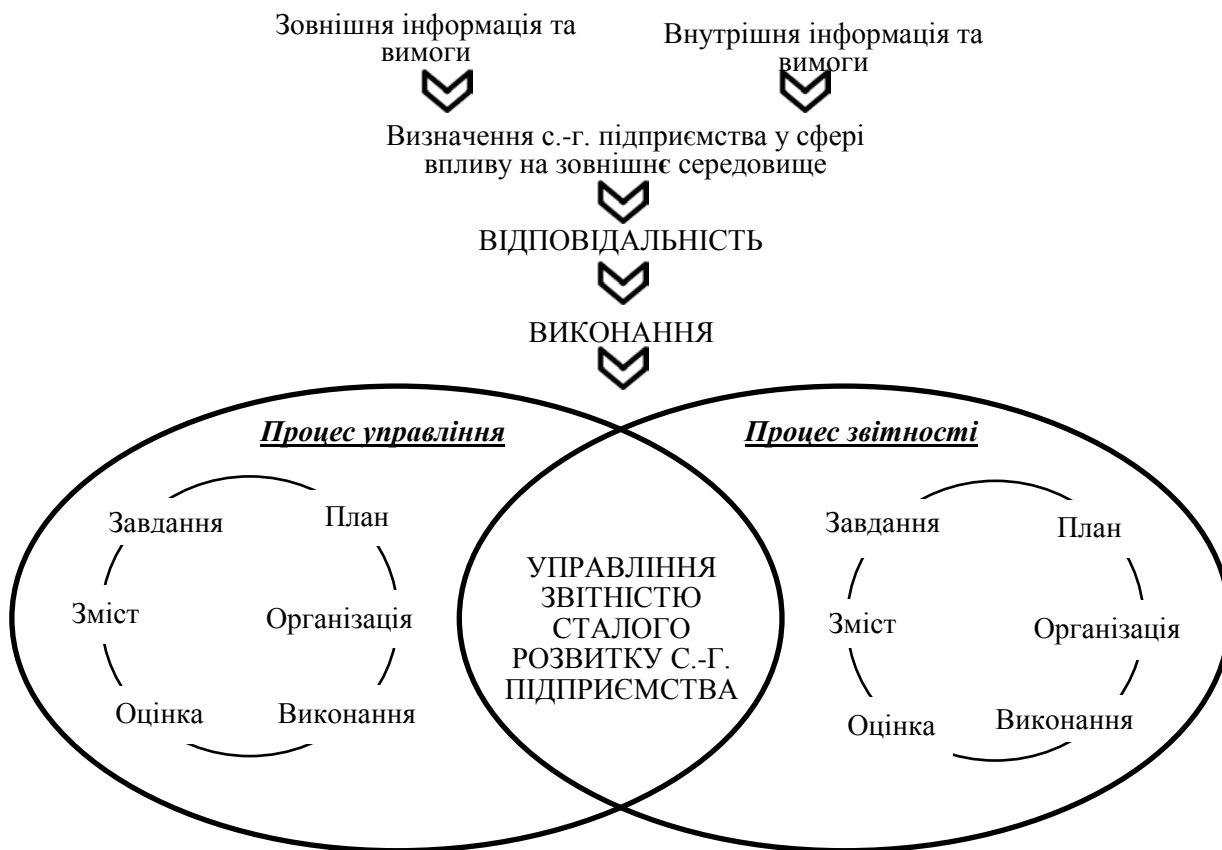 Зовнішня інформація та
вимоги
Внутрішня інформація та
вимоги
Визначення с.-г. підприємства у сфері
впливу на зовнішнє середовище
ВІДПОВІДАЛЬНІСТЬ
ВИКОНАННЯ
Процес управління
Завдання
План
Зміст
Організація
Оцінка
Виконання
УПРАВЛІННЯ
ЗВІТНІСТЮ
СТАЛОГО
РОЗВИТКУ С.-Г.
ПІДПРИЄМСТВА
Процес звітності
Завдання
План
Зміст
Організація
Оцінка
Виконання